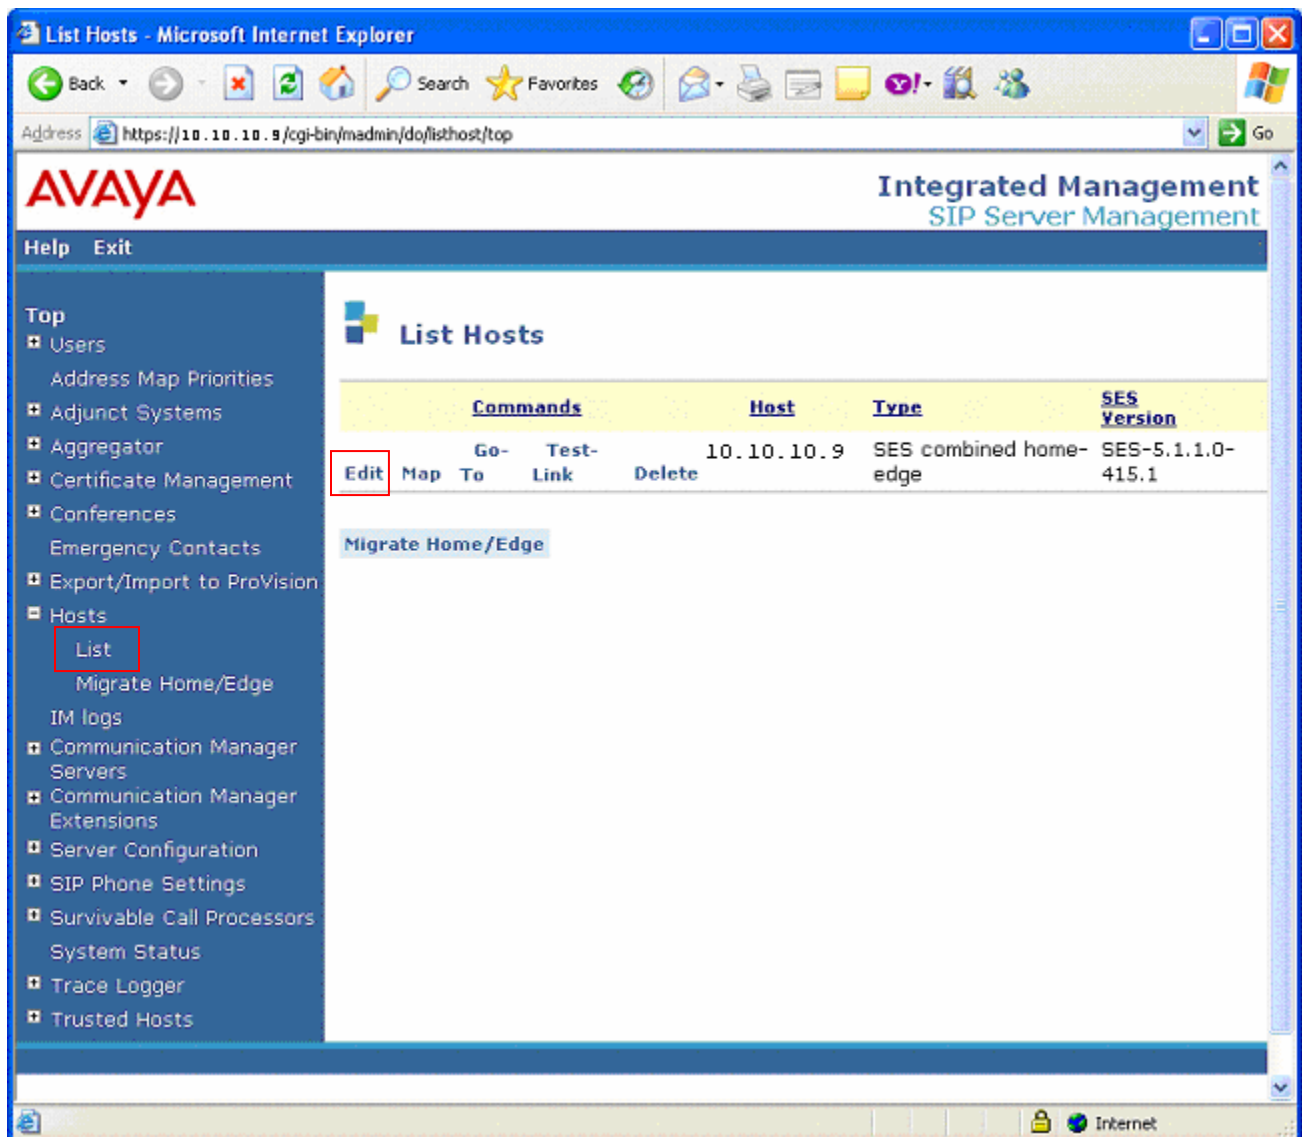 List Hosts - Microsoft Internet Explorer
Back Search Favorites
Address https://10.10.10.9/cgi-bin/madmin/do/listhost/top Go
AVAYA
Integrated Management
SIP Server Management
Help Exit
Top
Users
Address Map Priorities
Adjunct Systems
Aggregator
Certificate Management
Conferences
Emergency Contacts
Export/Import to ProVision
Hosts
List
Migrate Home/Edge
IM logs
Communication Manager
Servers
Communication Manager
Extensions
Server Configuration
SIP Phone Settings
Survivable Call Processors
System Status
Trace Logger
Trusted Hosts
List Hosts
Commands Host Type SES
Version
Go- Test- 10.10.10.9 SES combined home- SES-5.1.1.0-
Edit Map To Link Delete edge 415.1
Migrate Home/Edge
Internet